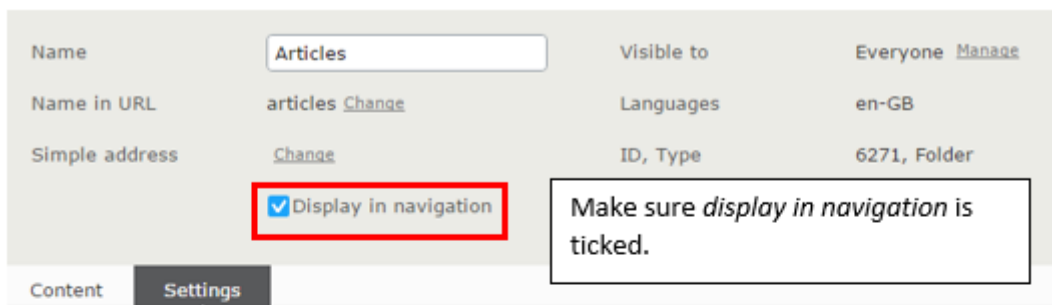 Name Articles Visible to Everyone Manage
Name in URL articles Change Languages en-GB
Simple address Change ID, Type 6271, Folder
Display in navigation
Make sure display in navigation is
ticked.
Content Settings